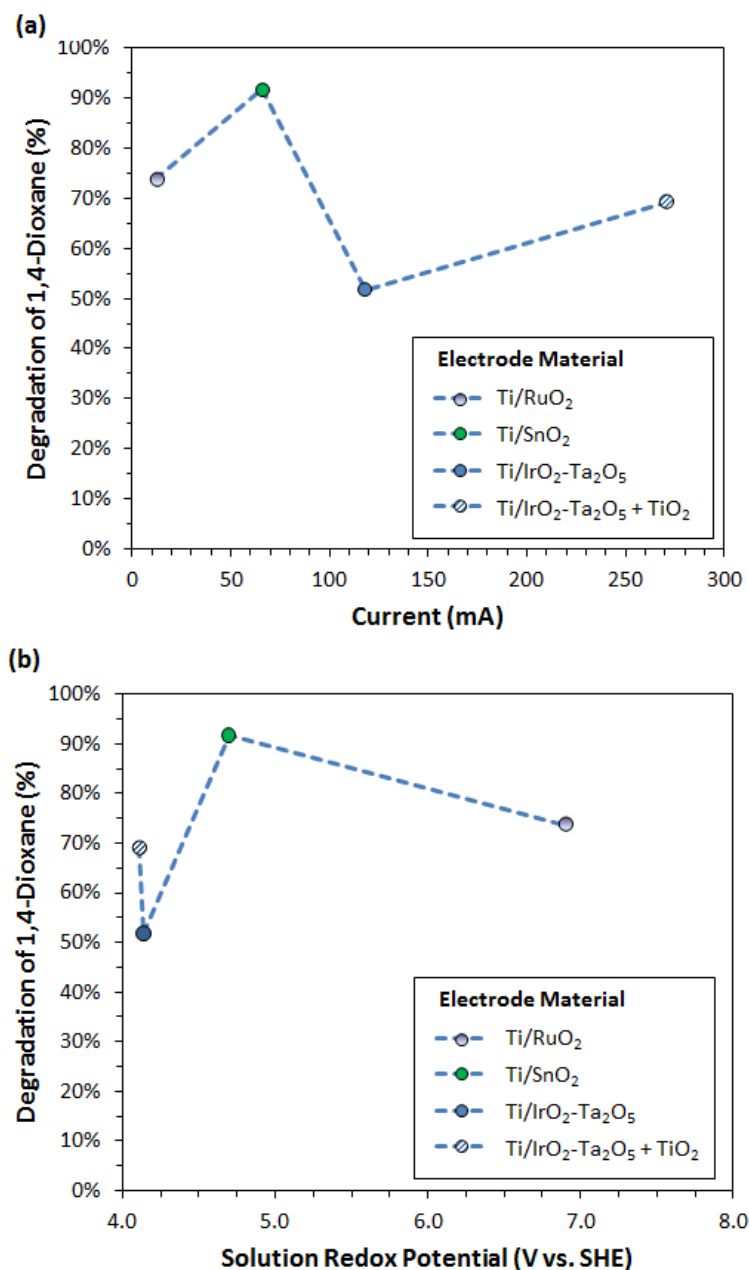 (a)
100%
90%
80%
70%
60%
50%
40%
30%
20%
10%
0%
Degradation of 1,4-Dioxane (%)
Electrode Material
Ti/RuO₂
Ti/SnO₂
Ti/IrO₂-Ta₂O₅
Ti/IrO₂-Ta₂O₅ + TiO₂
0 50 100 150 200 250 300
Current (mA)
(b)
100%
90%
80%
70%
60%
50%
40%
30%
20%
10%
0%
Degradation of 1,4-Dioxane (%)
Electrode Material
Ti/RuO₂
Ti/SnO₂
Ti/IrO₂-Ta₂O₅
Ti/IrO₂-Ta₂O₅ + TiO₂
4.0 5.0 6.0 7.0 8.0
Solution Redox Potential (V vs. SHE)